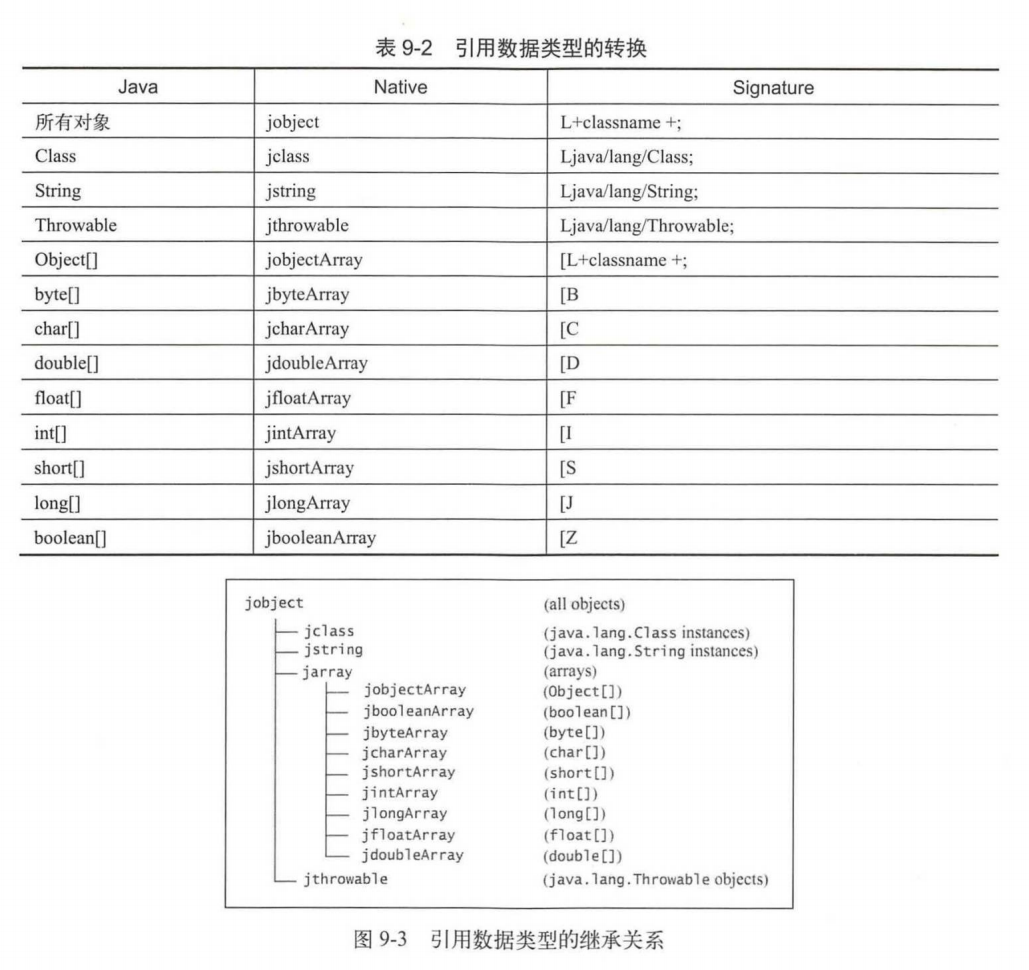 表 9-2 引用数据类型的转换
Java Native Signature
所有对象 jobject L+classname +;
Class jclass Ljava/lang/Class;
String jstring Ljava/lang/String;
Throwable jthrowable Ljava/lang/Throwable;
Object[] jobjectArray [L+classname +;
byte[] jbyteArray [B
char[] jcharArray [C
double[] jdoubleArray [D
float[] jfloatArray [F
int[] jintArray [I
short[] jshortArray [S
long[] jlongArray [J
boolean[] jbooleanArray [Z
jobject (all objects)
jclass (java.lang.Class instances)
jstring (java.lang.String instances)
jarray (arrays)
jobjectArray (Object[])
jbooleanArray (boolean[])
jbyteArray (byte[])
jcharArray (char[])
jshortArray (short[])
jintArray (int[])
jlongArray (long[])
jfloatArray (float[])
jdoubleArray (double[])
jthrowable (java.lang.Throwable objects)
图 9-3 引用数据类型的继承关系